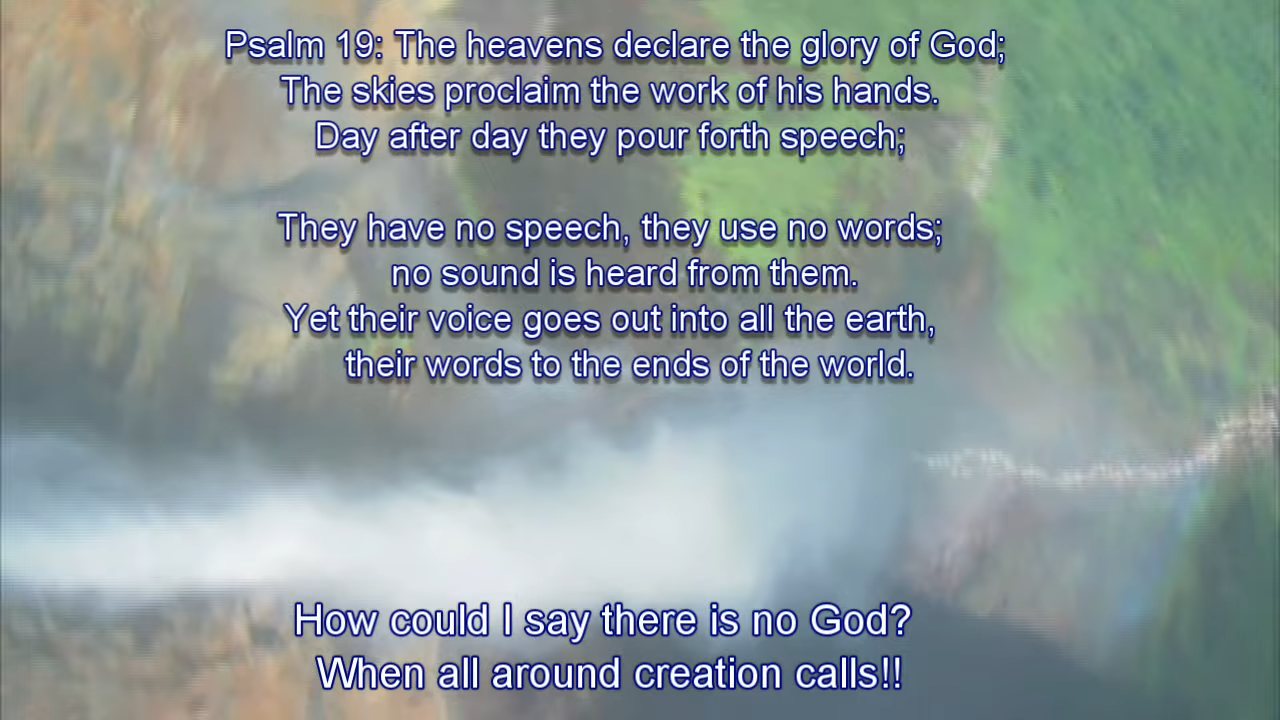 Psalm 19: The heavens declare the glory of God;
The skies proclaim the work of his hands.
Day after day they pour forth speech;
They have no speech, they use no words;
no sound is heard from them.
Yet their voice goes out into all the earth,
their words to the ends of the world.
How could I say there is no God?
When all around creation calls!!